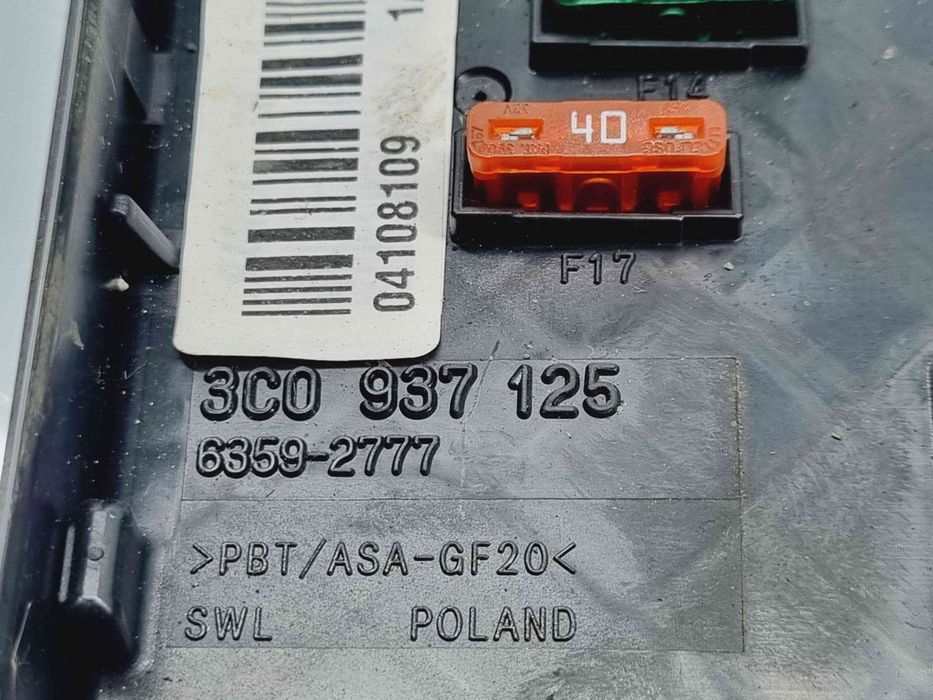 04108109
F14
40
F17
3C0 937 125
6359-2777
>PBT/ASA-GF20<
SWL POLAND